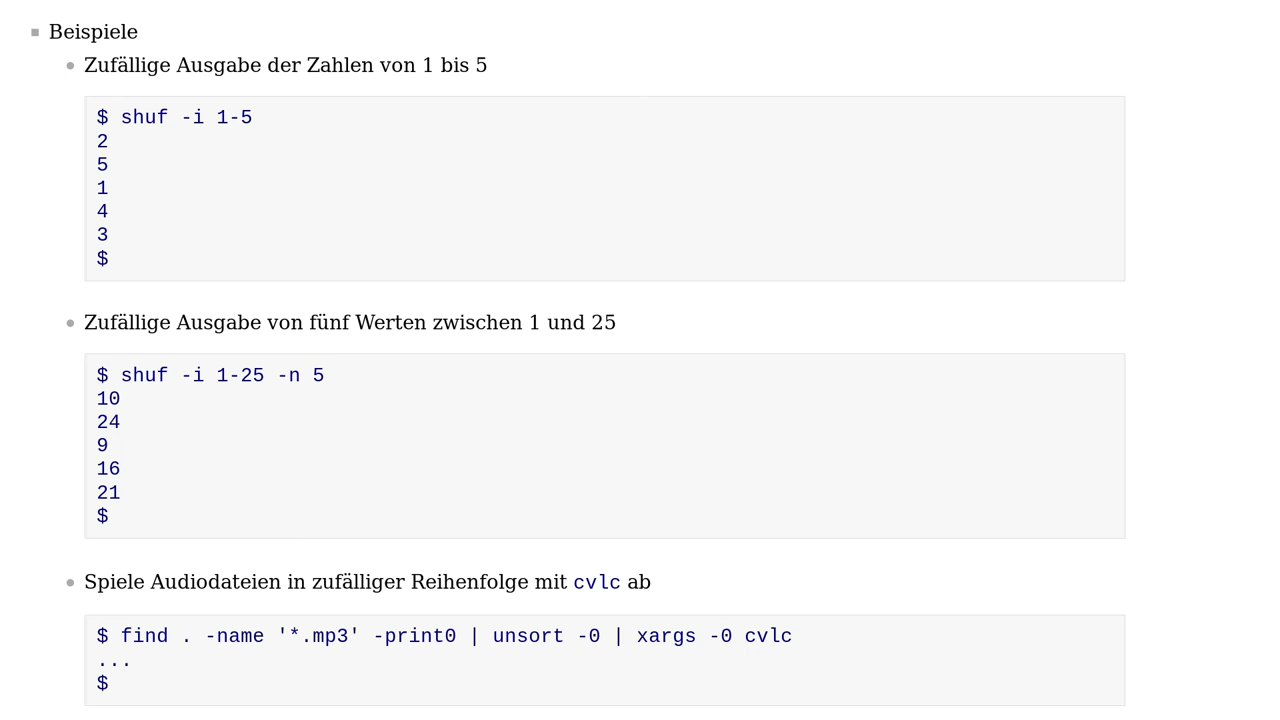 Beispiele
Zufällige Ausgabe der Zahlen von 1 bis 5
$ shuf -i 1-5
2
5
1
4
3
$
Zufällige Ausgabe von fünf Werten zwischen 1 und 25
$ shuf -i 1-25 -n 5
10
24
9
16
21
$
Spiele Audiodateien in zufälliger Reihenfolge mit cvlc ab
$ find . -name '*.mp3' -print0 | unsort -0 | xargs -0 cvlc
...
$